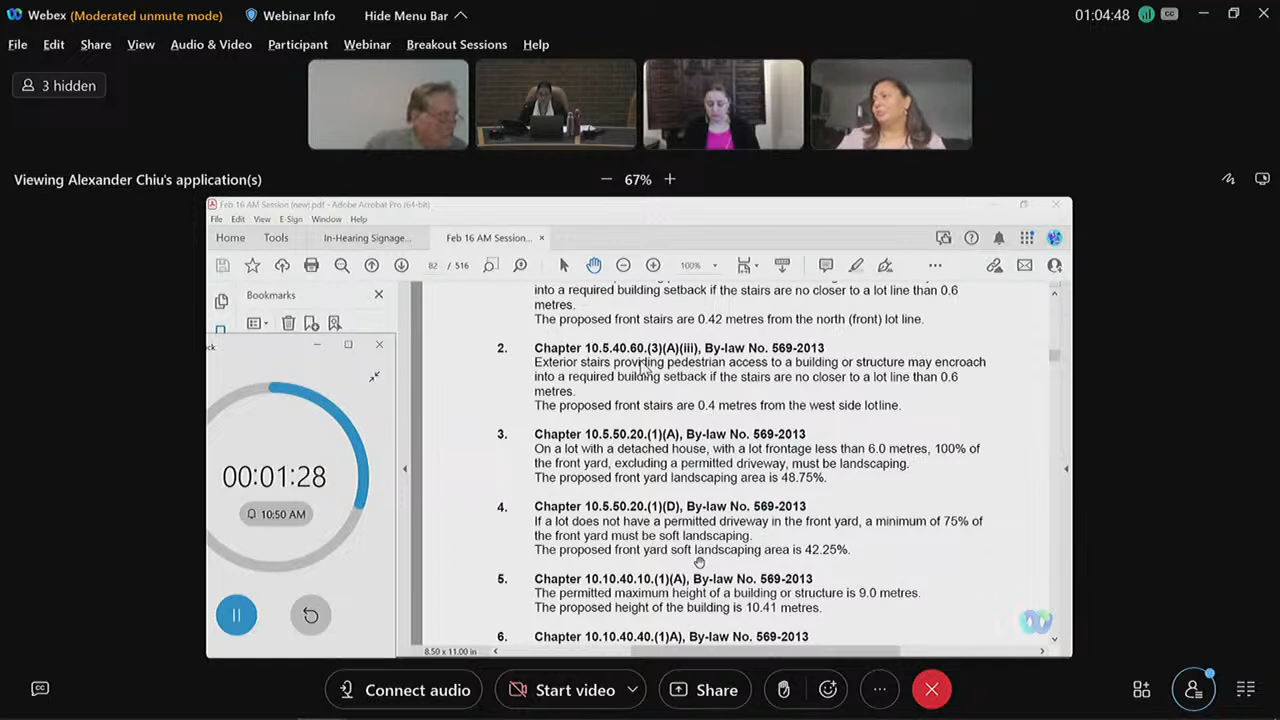 Webex (Moderated unmute mode) Webinar Info Hide Menu Bar 01:04:48 CC
File Edit Share View Audio & Video Participant Webinar Breakout Sessions Help
3 hidden
Viewing Alexander Chiu's application(s) 67%
Feb 16 AM Session (new).pdf - Adobe Acrobat Pro (64-bit)
File Edit View E-Sign Window Help
Home Tools In-Hearing Signage... Feb 16 AM Session... ×
82 / 516 100%
Bookmarks
into a required building setback if the stairs are no closer to a lot line than 0.6
metres.
The proposed front stairs are 0.42 metres from the north (front) lot line.
2. Chapter 10.5.40.60.(3)(A)(iii), By-law No. 569-2013
Exterior stairs providing pedestrian access to a building or structure may encroach
into a required building setback if the stairs are no closer to a lot line than 0.6
metres.
The proposed front stairs are 0.4 metres from the west side lotline.
3. Chapter 10.5.50.20.(1)(A), By-law No. 569-2013
On a lot with a detached house, with a lot frontage less than 6.0 metres, 100% of
the front yard, excluding a permitted driveway, must be landscaping.
The proposed front yard landscaping area is 48.75%.
4. Chapter 10.5.50.20.(1)(D), By-law No. 569-2013
If a lot does not have a permitted driveway in the front yard, a minimum of 75% of
the front yard must be soft landscaping.
The proposed front yard soft landscaping area is 42.25%.
5. Chapter 10.10.40.10.(1)(A), By-law No. 569-2013
The permitted maximum height of a building or structure is 9.0 metres.
The proposed height of the building is 10.41 metres.
6. Chapter 10.10.40.40.(1)A), By-law No. 569-2013
8.50 x 11.00 in
ock
00:01:28
10:50 AM
Connect audio Start video Share